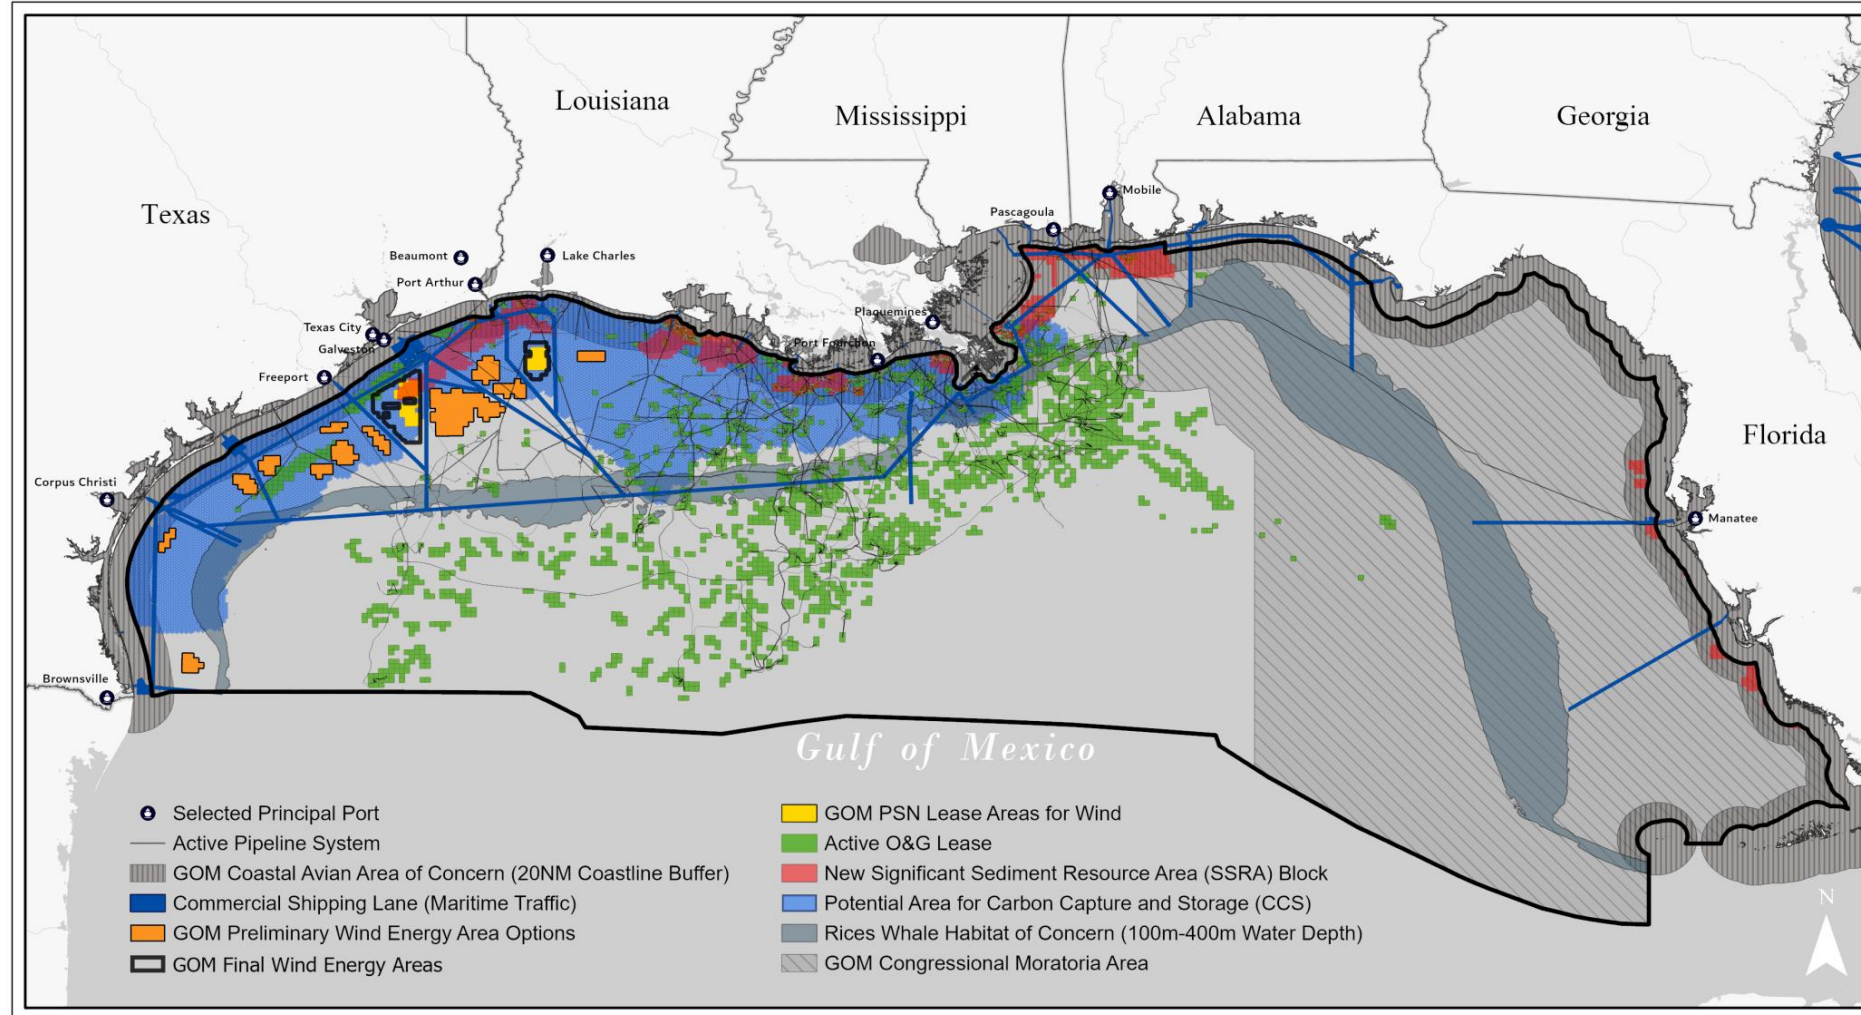 Louisiana
Mississippi
Alabama
Georgia
Texas
Mobile
Pascagoula
Beaumont
Lake Charles
Port Arthur
Texas City
Galveston
Plaquemines
Port Fourchon
Freeport
Florida
Corpus Christi
Manatee
Brownsville
Gulf of Mexico
Selected Principal Port
Active Pipeline System
GOM Coastal Avian Area of Concern (20NM Coastline Buffer)
Commercial Shipping Lane (Maritime Traffic)
GOM Preliminary Wind Energy Area Options
GOM Final Wind Energy Areas
GOM PSN Lease Areas for Wind
Active O&G Lease
New Significant Sediment Resource Area (SSRA) Block
Potential Area for Carbon Capture and Storage (CCS)
Rices Whale Habitat of Concern (100m-400m Water Depth)
GOM Congressional Moratoria Area
N